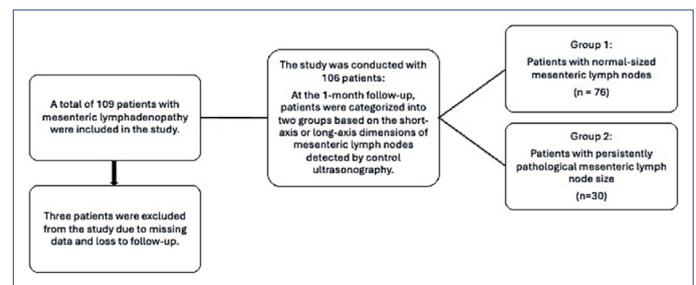 A total of 109 patients with
mesenteric lymphadenopathy
were included in the study.
Three patients were excluded
from the study due to missing
data and loss to follow-up.
The study was conducted with
106 patients:
At the 1-month follow-up,
patients were categorized into
two groups based on the short-
axis or long-axis dimensions of
mesenteric lymph nodes
detected by control
ultrasonography.
Group 1:
Patients with normal-sized
mesenteric lymph nodes
(n = 76)
Group 2:
Patients with persistently
pathological mesenteric lymph
node size
(n=30)